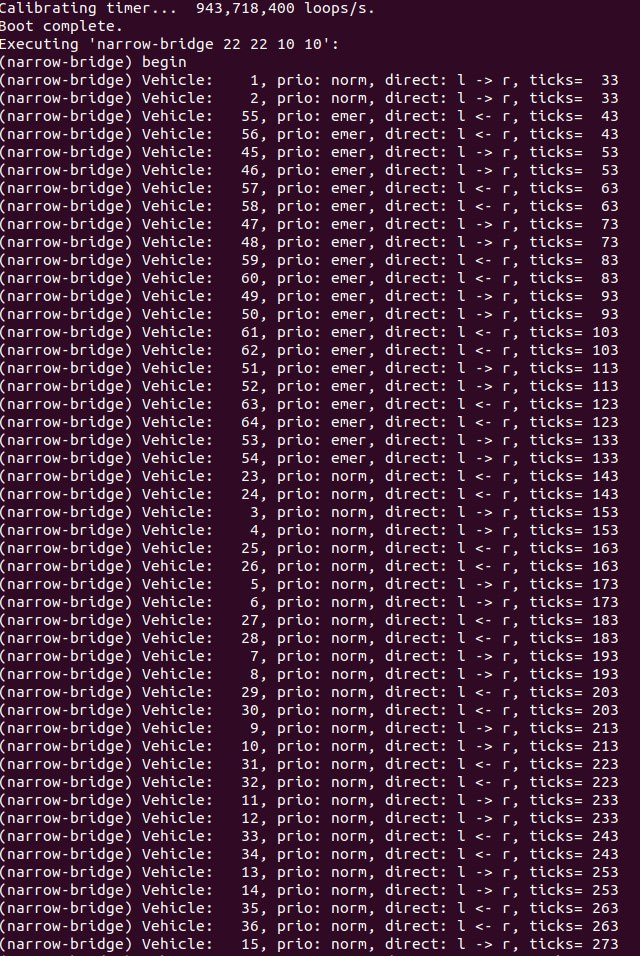 Calibrating timer...  943,718,400 loops/s.
Boot complete.
Executing 'narrow-bridge 22 22 10 10':
(narrow-bridge) begin
(narrow-bridge) Vehicle:    1, prio: norm, direct: l -> r, ticks=  33
(narrow-bridge) Vehicle:    2, prio: norm, direct: l -> r, ticks=  33
(narrow-bridge) Vehicle:   55, prio: emer, direct: l <- r, ticks=  43
(narrow-bridge) Vehicle:   56, prio: emer, direct: l <- r, ticks=  43
(narrow-bridge) Vehicle:   45, prio: emer, direct: l -> r, ticks=  53
(narrow-bridge) Vehicle:   46, prio: emer, direct: l -> r, ticks=  53
(narrow-bridge) Vehicle:   57, prio: emer, direct: l <- r, ticks=  63
(narrow-bridge) Vehicle:   58, prio: emer, direct: l <- r, ticks=  63
(narrow-bridge) Vehicle:   47, prio: emer, direct: l -> r, ticks=  73
(narrow-bridge) Vehicle:   48, prio: emer, direct: l -> r, ticks=  73
(narrow-bridge) Vehicle:   59, prio: emer, direct: l <- r, ticks=  83
(narrow-bridge) Vehicle:   60, prio: emer, direct: l <- r, ticks=  83
(narrow-bridge) Vehicle:   49, prio: emer, direct: l -> r, ticks=  93
(narrow-bridge) Vehicle:   50, prio: emer, direct: l -> r, ticks=  93
(narrow-bridge) Vehicle:   61, prio: emer, direct: l <- r, ticks= 103
(narrow-bridge) Vehicle:   62, prio: emer, direct: l <- r, ticks= 103
(narrow-bridge) Vehicle:   51, prio: emer, direct: l -> r, ticks= 113
(narrow-bridge) Vehicle:   52, prio: emer, direct: l -> r, ticks= 113
(narrow-bridge) Vehicle:   63, prio: emer, direct: l <- r, ticks= 123
(narrow-bridge) Vehicle:   64, prio: emer, direct: l <- r, ticks= 123
(narrow-bridge) Vehicle:   53, prio: emer, direct: l -> r, ticks= 133
(narrow-bridge) Vehicle:   54, prio: emer, direct: l -> r, ticks= 133
(narrow-bridge) Vehicle:   23, prio: norm, direct: l <- r, ticks= 143
(narrow-bridge) Vehicle:   24, prio: norm, direct: l <- r, ticks= 143
(narrow-bridge) Vehicle:    3, prio: norm, direct: l -> r, ticks= 153
(narrow-bridge) Vehicle:    4, prio: norm, direct: l -> r, ticks= 153
(narrow-bridge) Vehicle:   25, prio: norm, direct: l <- r, ticks= 163
(narrow-bridge) Vehicle:   26, prio: norm, direct: l <- r, ticks= 163
(narrow-bridge) Vehicle:    5, prio: norm, direct: l -> r, ticks= 173
(narrow-bridge) Vehicle:    6, prio: norm, direct: l -> r, ticks= 173
(narrow-bridge) Vehicle:   27, prio: norm, direct: l <- r, ticks= 183
(narrow-bridge) Vehicle:   28, prio: norm, direct: l <- r, ticks= 183
(narrow-bridge) Vehicle:    7, prio: norm, direct: l -> r, ticks= 193
(narrow-bridge) Vehicle:    8, prio: norm, direct: l -> r, ticks= 193
(narrow-bridge) Vehicle:   29, prio: norm, direct: l <- r, ticks= 203
(narrow-bridge) Vehicle:   30, prio: norm, direct: l <- r, ticks= 203
(narrow-bridge) Vehicle:    9, prio: norm, direct: l -> r, ticks= 213
(narrow-bridge) Vehicle:   10, prio: norm, direct: l -> r, ticks= 213
(narrow-bridge) Vehicle:   31, prio: norm, direct: l <- r, ticks= 223
(narrow-bridge) Vehicle:   32, prio: norm, direct: l <- r, ticks= 223
(narrow-bridge) Vehicle:   11, prio: norm, direct: l -> r, ticks= 233
(narrow-bridge) Vehicle:   12, prio: norm, direct: l -> r, ticks= 233
(narrow-bridge) Vehicle:   33, prio: norm, direct: l <- r, ticks= 243
(narrow-bridge) Vehicle:   34, prio: norm, direct: l <- r, ticks= 243
(narrow-bridge) Vehicle:   13, prio: norm, direct: l -> r, ticks= 253
(narrow-bridge) Vehicle:   14, prio: norm, direct: l -> r, ticks= 253
(narrow-bridge) Vehicle:   35, prio: norm, direct: l <- r, ticks= 263
(narrow-bridge) Vehicle:   36, prio: norm, direct: l <- r, ticks= 263
(narrow-bridge) Vehicle:   15, prio: norm, direct: l -> r, ticks= 273